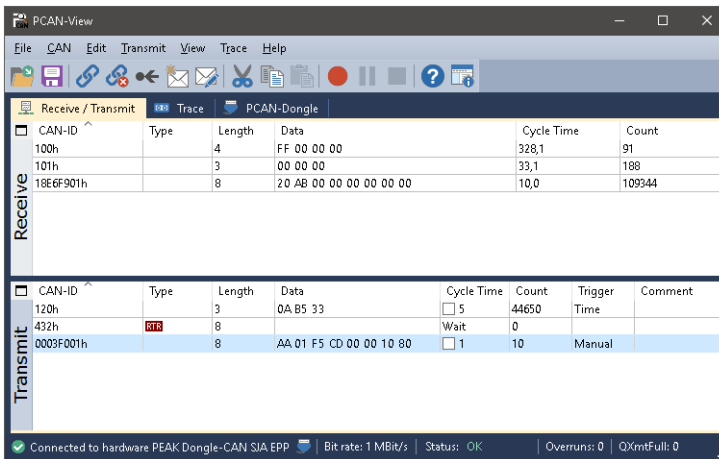 PCAN-View
File CAN Edit Transmit View Trace Help
Receive / Transmit Trace PCAN-Dongle
CAN-ID Type Length Data Cycle Time Count
100h 4 FF 00 00 00 328,1 91
101h 3 00 00 00 33,1 188
18E6F901h 8 20 AB 00 00 00 00 00 00 10,0 109344
Receive
CAN-ID Type Length Data Cycle Time Count Trigger Comment
120h 3 0A B5 33 5 44650 Time
432h RTR 8 Wait 0
0003F001h 8 AA 01 F5 CD 00 00 10 80 1 10 Manual
Transmit
Connected to hardware PEAK Dongle-CAN SJA EPP Bit rate: 1 MBit/s Status: OK Overruns: 0 QXmtFull: 0